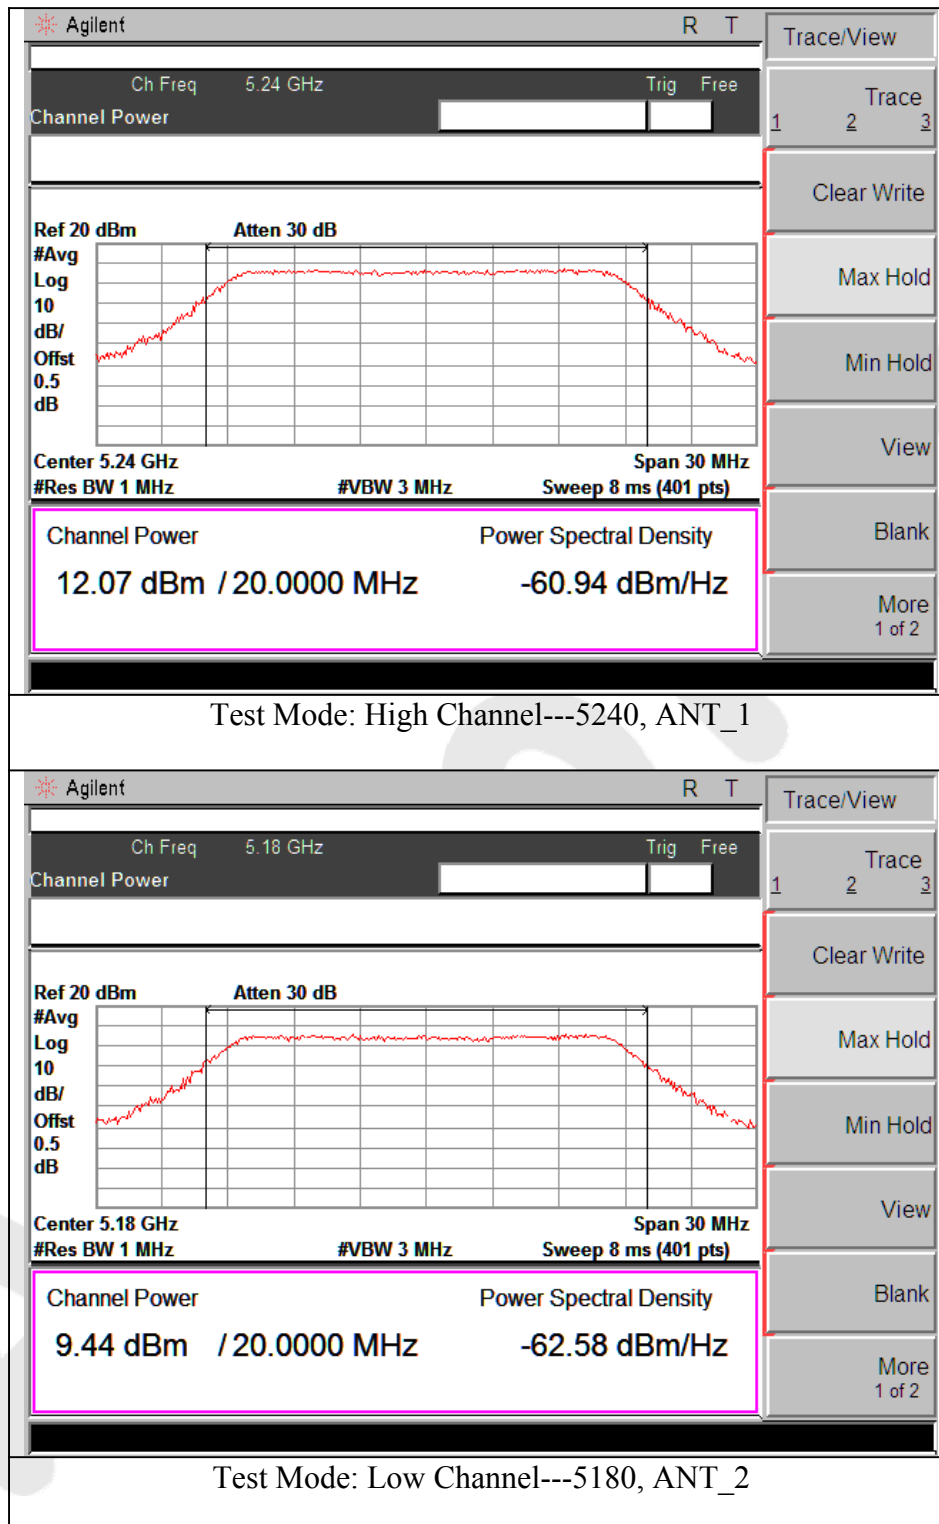 Agilent R T
Trace/View
Ch Freq 5.24 GHz Trig Free
Channel Power
Trace
1 2 3
Clear Write
Ref 20 dBm Atten 30 dB
#Avg
Log
10
dB/
Offst
0.5
dB
Max Hold
Min Hold
View
Center 5.24 GHz Span 30 MHz
#Res BW 1 MHz #VBW 3 MHz Sweep 8 ms (401 pts)
Channel Power Power Spectral Density
Blank
12.07 dBm / 20.0000 MHz -60.94 dBm/Hz
More
1 of 2
Test Mode: High Channel---5240, ANT_1
Agilent R T
Trace/View
Ch Freq 5.18 GHz Trig Free
Channel Power
Trace
1 2 3
Clear Write
Ref 20 dBm Atten 30 dB
#Avg
Log
10
dB/
Offst
0.5
dB
Max Hold
Min Hold
View
Center 5.18 GHz Span 30 MHz
#Res BW 1 MHz #VBW 3 MHz Sweep 8 ms (401 pts)
Channel Power Power Spectral Density
Blank
9.44 dBm / 20.0000 MHz -62.58 dBm/Hz
More
1 of 2
Test Mode: Low Channel---5180, ANT_2